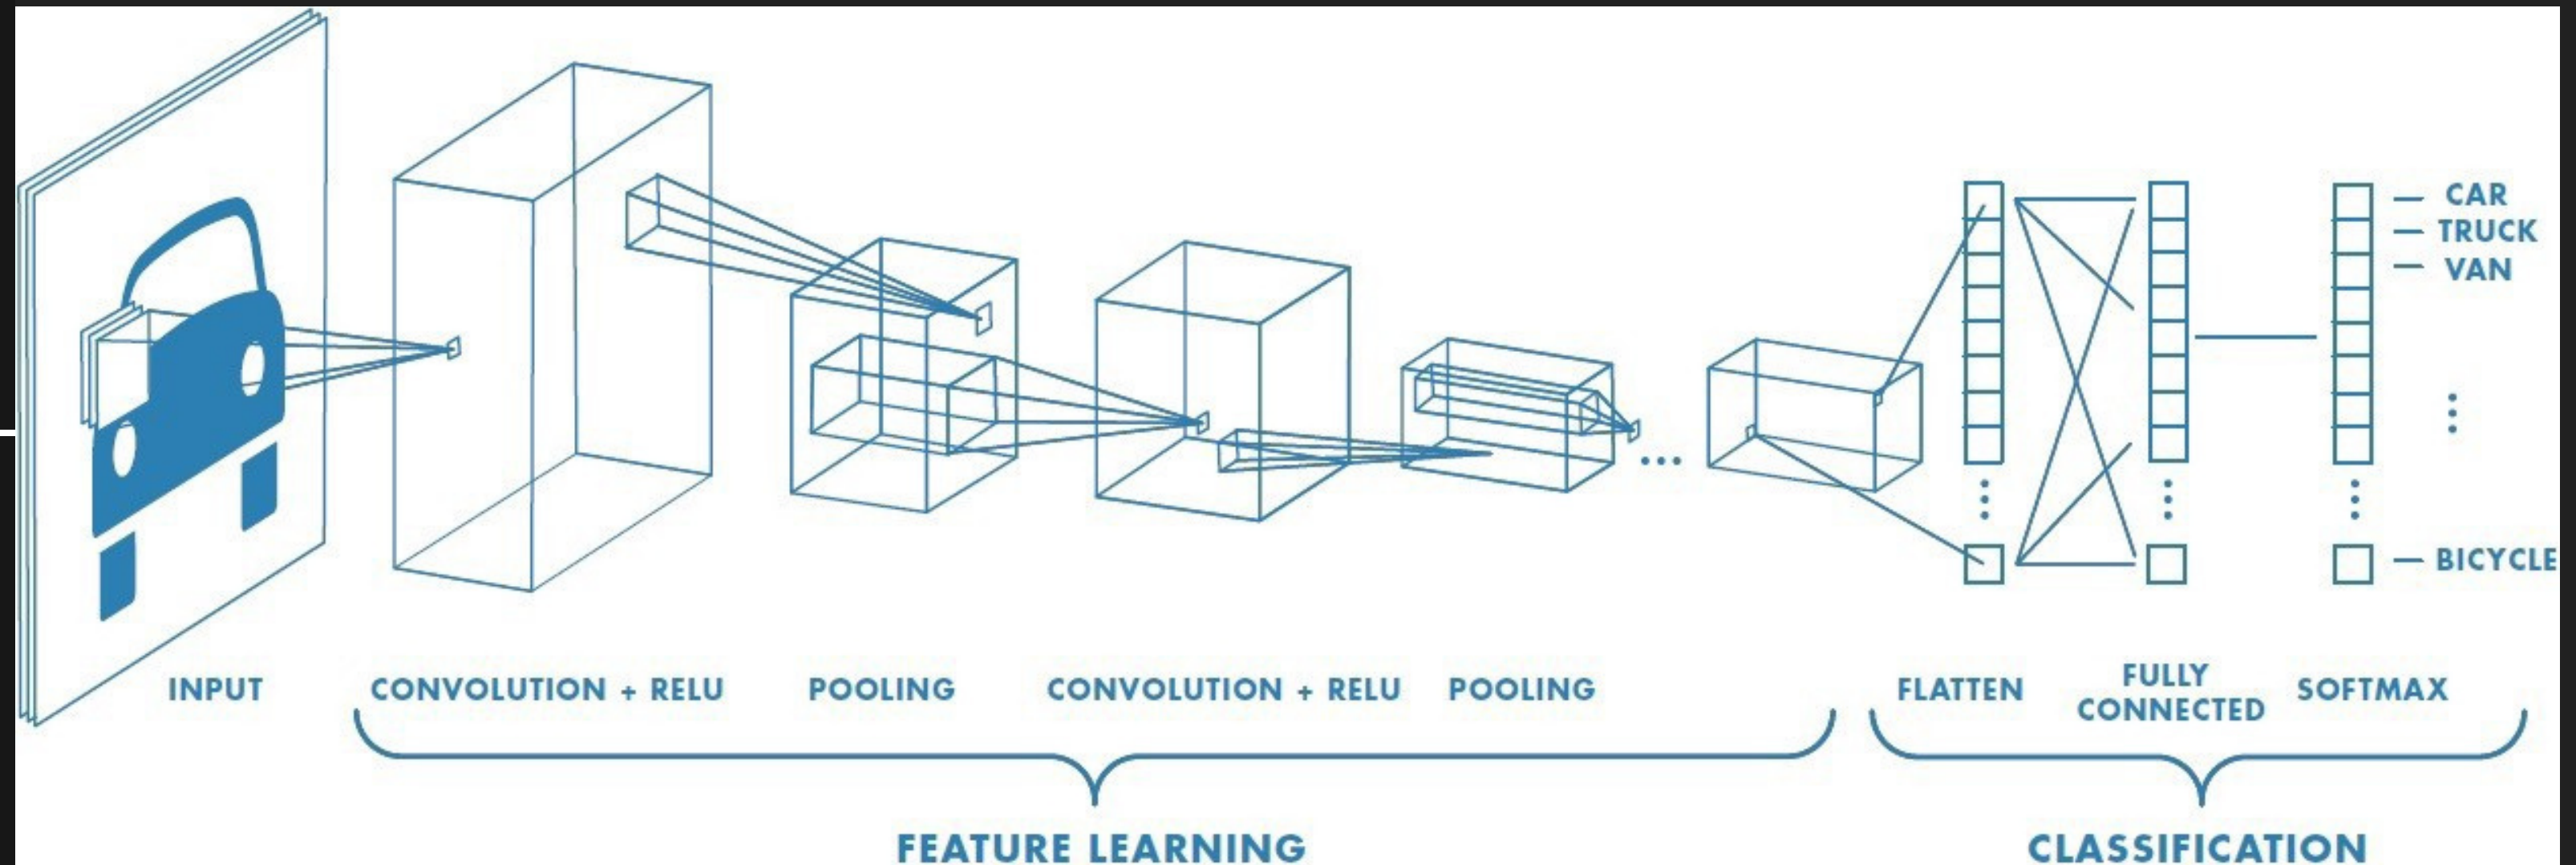 CAR
TRUCK
VAN
BICYCLE
INPUT
CONVOLUTION + RELU
POOLING
CONVOLUTION + RELU
POOLING
FLATTEN
FULLY
CONNECTED
SOFTMAX
FEATURE LEARNING
CLASSIFICATION